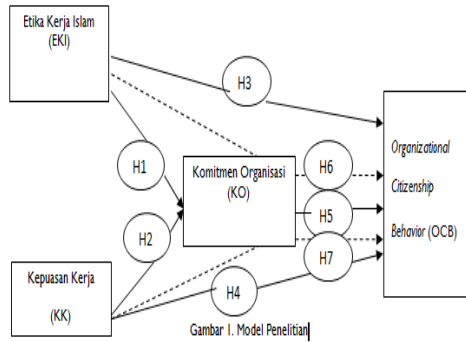 Etika Kerja Islam
(EKI)
H3
H1
Komitmen Organisasi
(KO)
H6
H5
H7
H2
Organizational
Citizenship
Behavior (OCB)
Kepuasan Kerja
(KK)
H4
Gambar 1. Model Penelitian